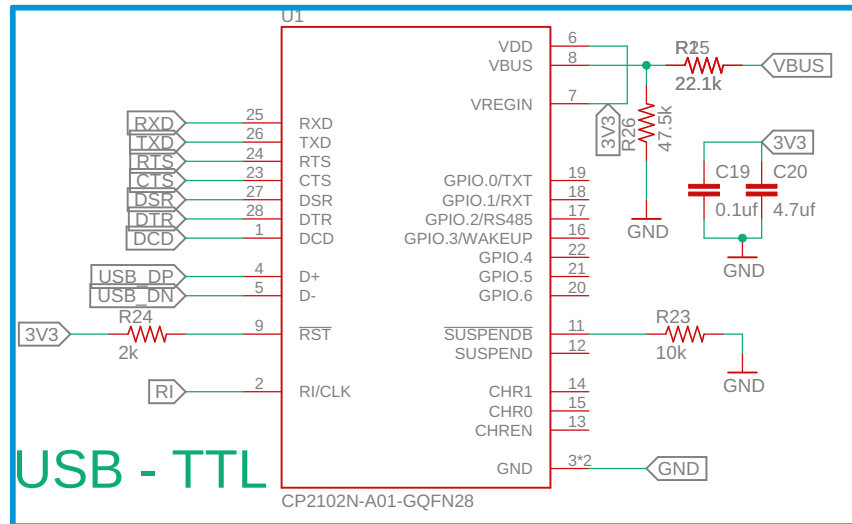 U1
VDD 6
VBUS 8
VREGIN 7
3V3
R26
47.5k
GND
22.1k
VBUS
3V3
C19
0.1uf
C20
4.7uf
GND
RXD 25 RXD
TXD 26 TXD
RTS 24 RTS
CTS 23 CTS
DSR 27 DSR
DTR 28 DTR
DCD 1 DCD
USB_DP 4 D+
USB_DN 5 D-
3V3
R24
2k
9 RST
RI 2 RI/CLK
GPIO.0/TXT 19
GPIO.1/RXT 18
GPIO.2/RS485 17
GPIO.3/WAKEUP 16
GPIO.4 22
GPIO.5 21
GPIO.6 20
SUSPENDB 11
SUSPEND 12
R23
10k
GND
CHR1 14
CHR0 15
CHREN 13
GND 3*2 GND
USB - TTL
CP2102N-A01-GQFN28